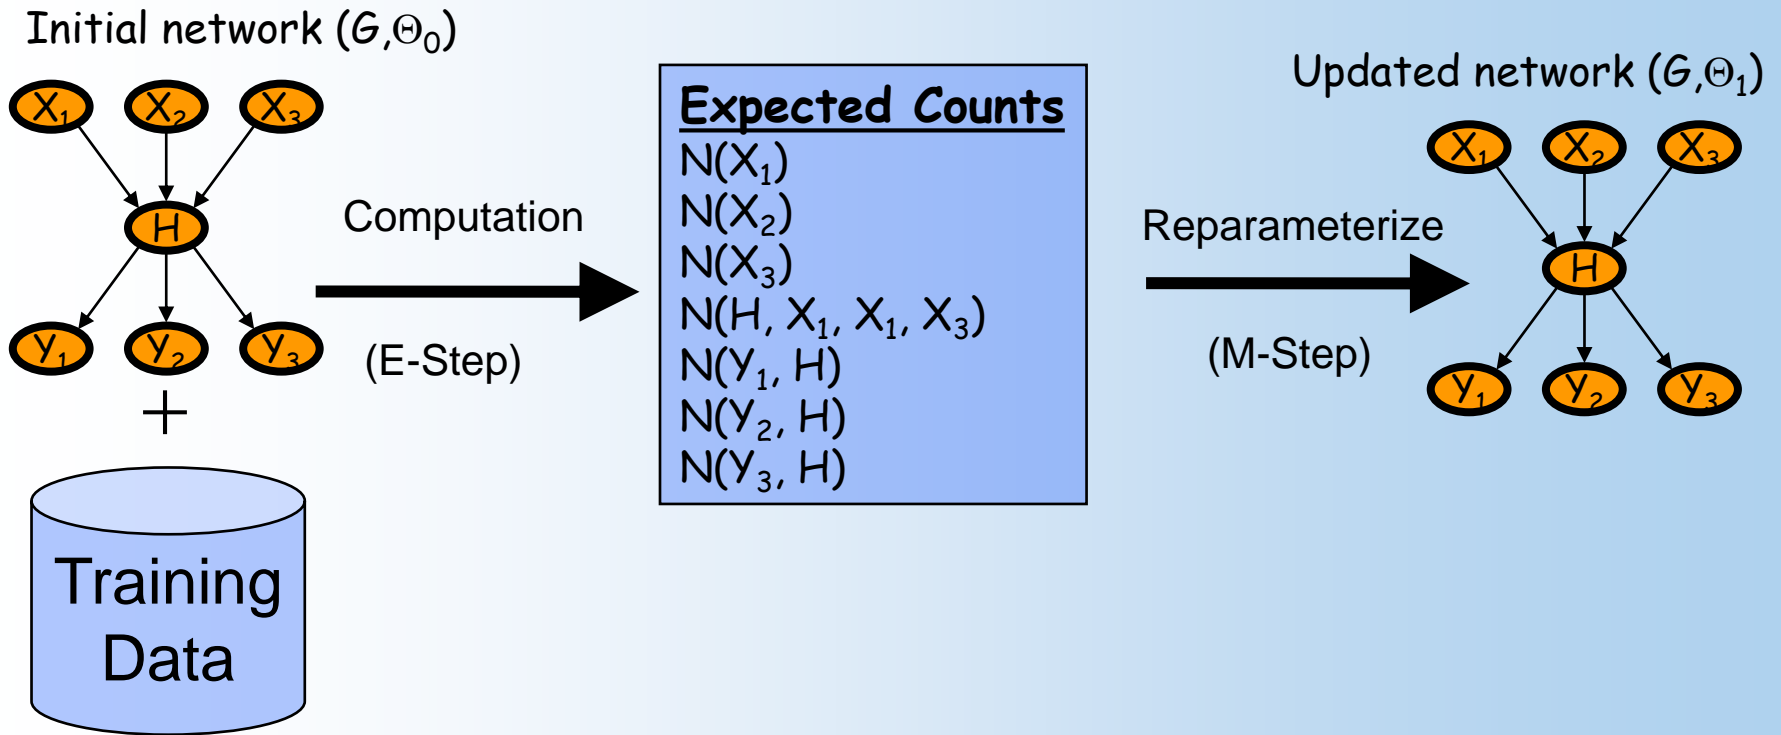 Initial network (G,Θ₀)
X₁ X₂ X₃
H
Y₁ Y₂ Y₃
+
Training
Data
Computation
(E-Step)
Expected Counts
N(X₁)
N(X₂)
N(X₃)
N(H, X₁, X₁, X₃)
N(Y₁, H)
N(Y₂, H)
N(Y₃, H)
Reparameterize
(M-Step)
Updated network (G,Θ₁)
X₁ X₂ X₃
H
Y₁ Y₂ Y₃